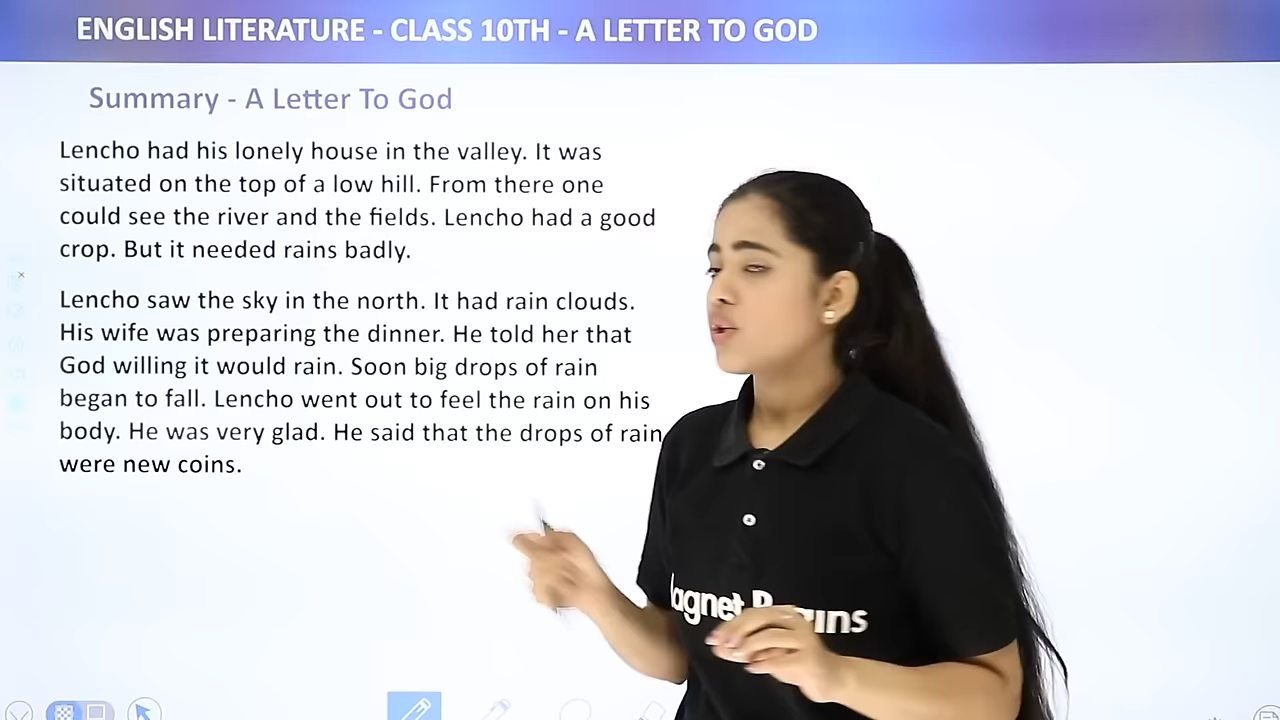 ENGLISH LITERATURE - CLASS 10TH - A LETTER TO GOD
Summary - A Letter To God
Lencho had his lonely house in the valley. It was
situated on the top of a low hill. From there one
could see the river and the fields. Lencho had a good
crop. But it needed rains badly.
Lencho saw the sky in the north. It had rain clouds.
His wife was preparing the dinner. He told her that
God willing it would rain. Soon big drops of rain
began to fall. Lencho went out to feel the rain on his
body. He was very glad. He said that the drops of rain
were new coins.